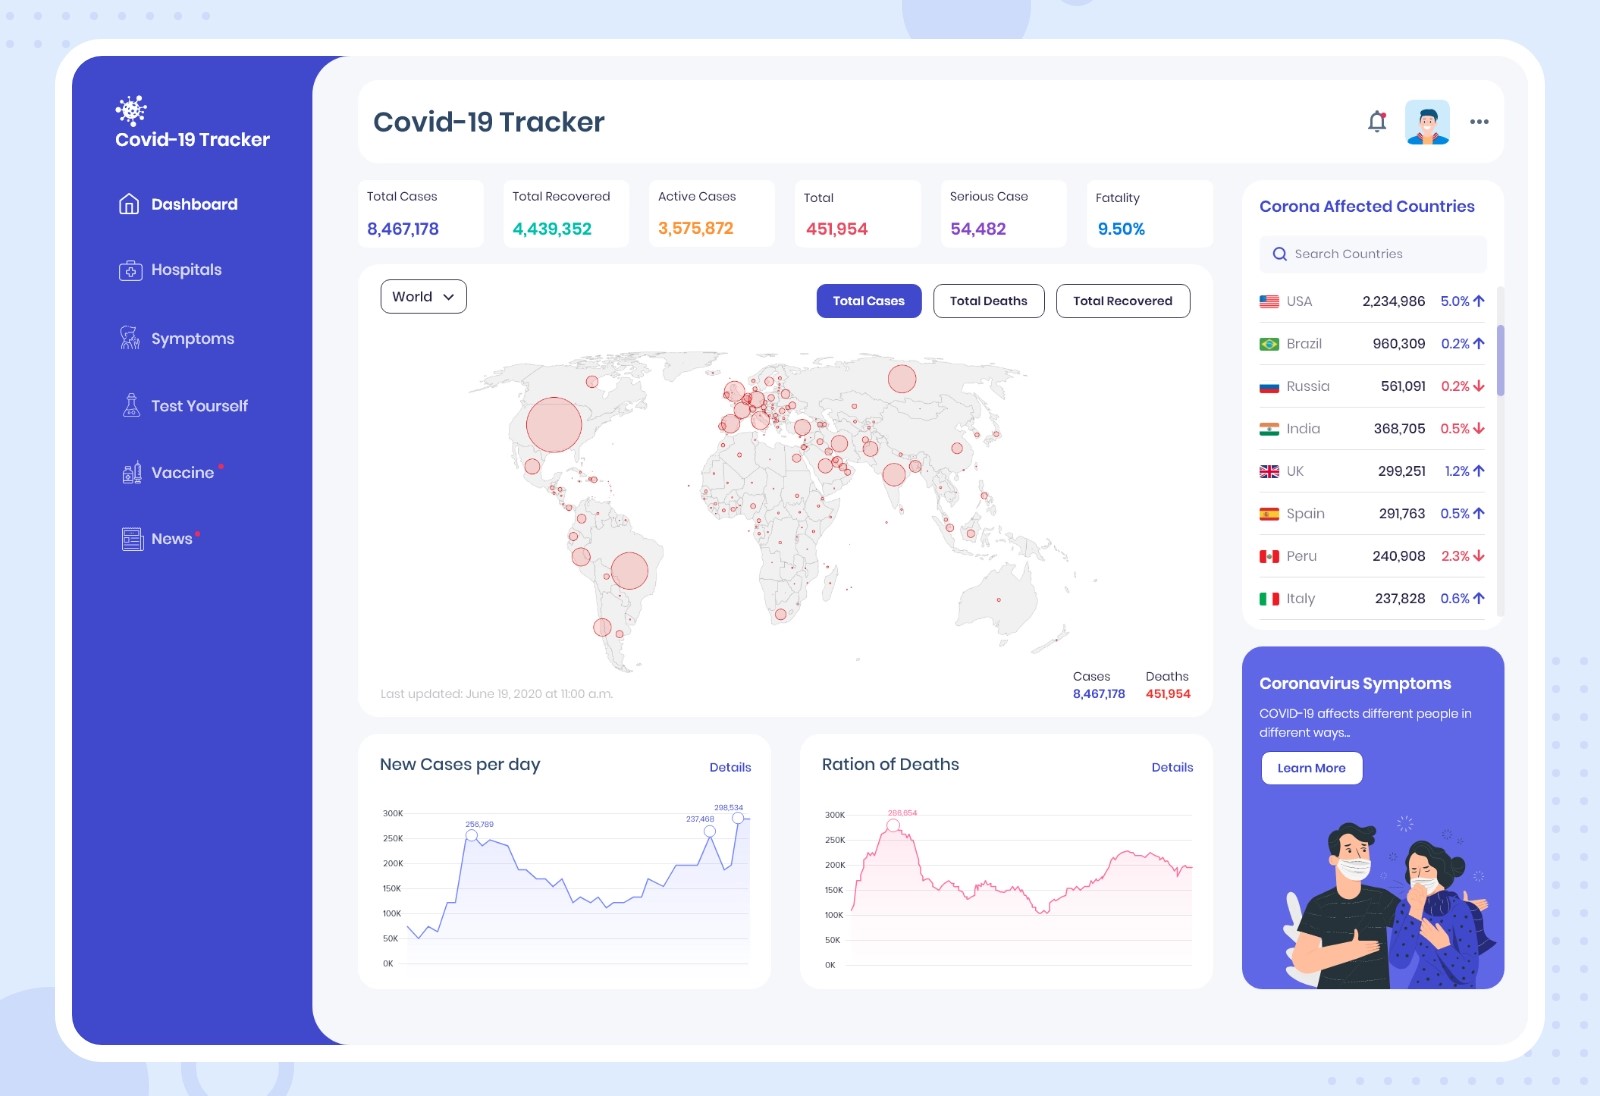 Covid-19 Tracker
Dashboard
Hospitals
Symptoms
Test Yourself
Vaccine
News
Covid-19 Tracker
Total Cases
8,467,178
Total Recovered
4,439,352
Active Cases
3,575,872
Total
451,954
Serious Case
54,482
Fatality
9.50%
World
Total Cases
Total Deaths
Total Recovered
Last updated: June 19, 2020 at 11:00 a.m.
Cases
8,467,178
Deaths
451,954
New Cases per day
Details
300K
250K
200K
150K
100K
50K
0K
256,789
237,468
298,534
Ration of Deaths
Details
300K
250K
200K
150K
100K
50K
0K
268,654
Corona Affected Countries
Search Countries
USA 2,234,986 5.0%
Brazil 960,309 0.2%
Russia 561,091 0.2%
India 368,705 0.5%
UK 299,251 1.2%
Spain 291,763 0.5%
Peru 240,908 2.3%
Italy 237,828 0.6%
Coronavirus Symptoms
COVID-19 affects different people in
different ways...
Learn More